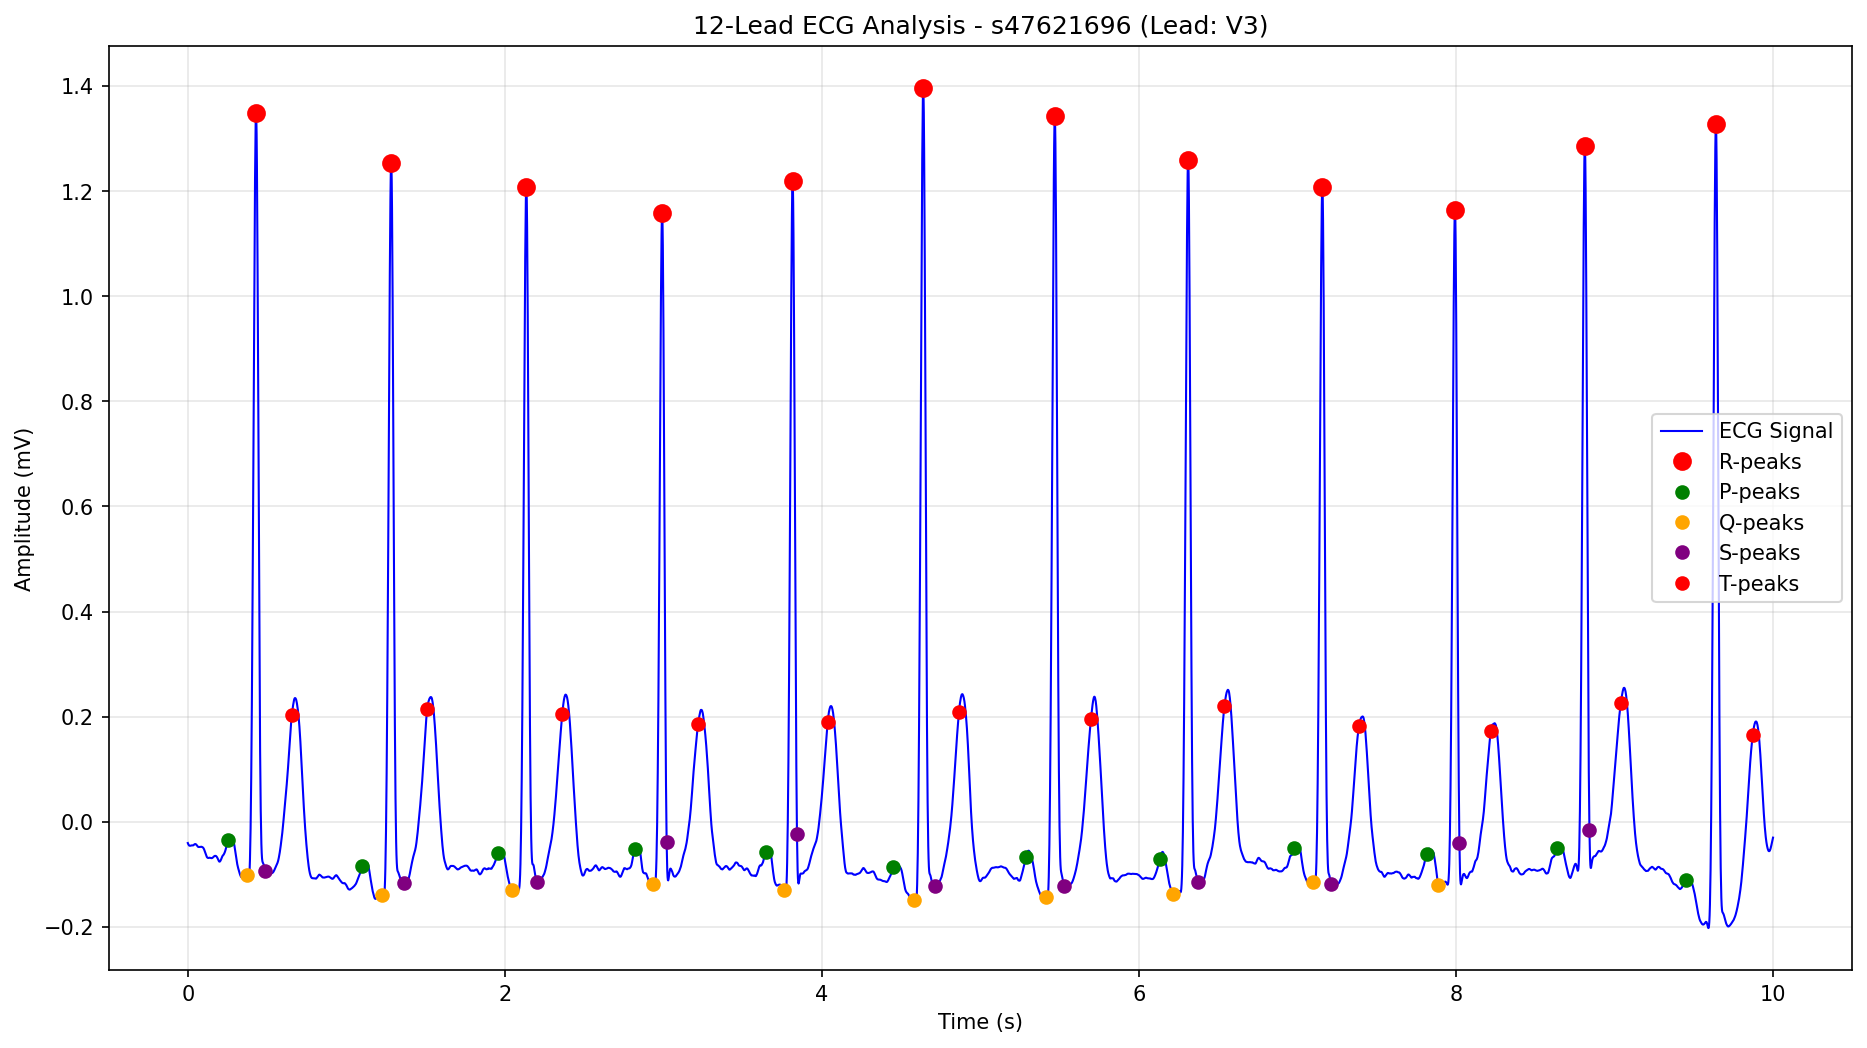 12-Lead ECG Analysis - s47621696 (Lead: V3)
Amplitude (mV)
1.4
1.2
1.0
0.8
0.6
0.4
0.2
0.0
−0.2
ECG Signal
R-peaks
P-peaks
Q-peaks
S-peaks
T-peaks
0 2 4 6 8 10
Time (s)